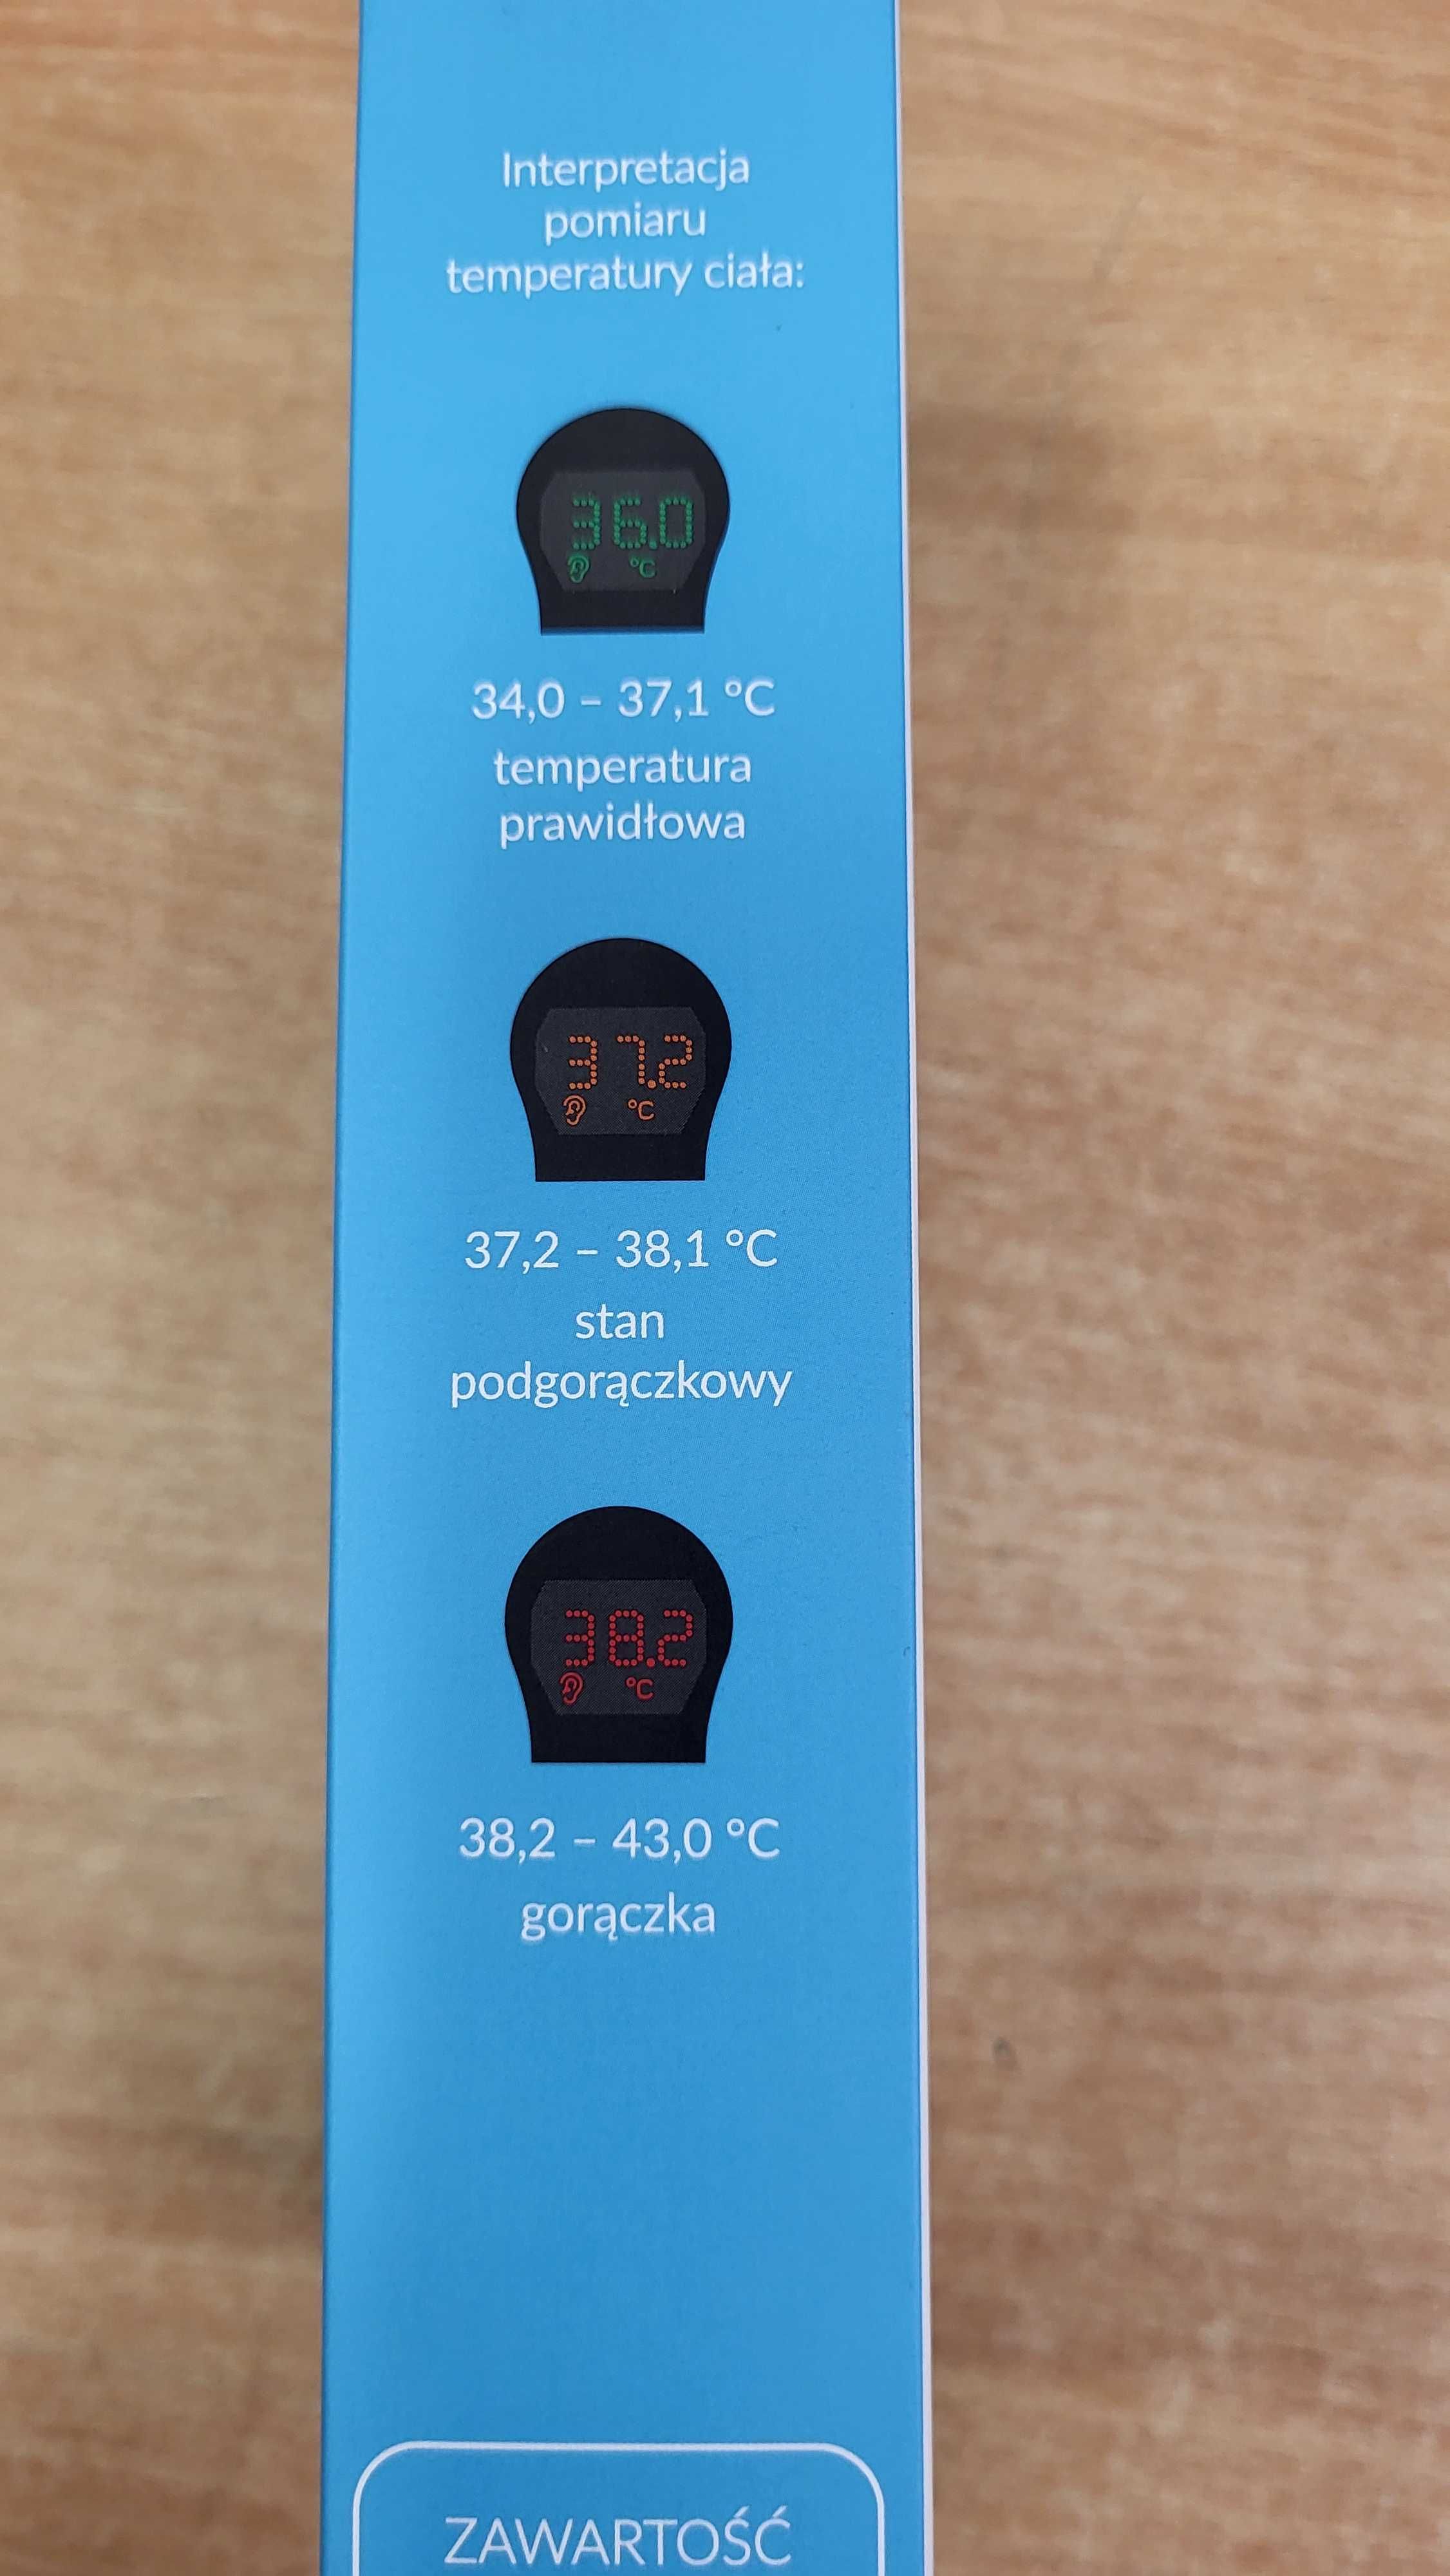 Interpretacja
pomiaru
temperatury ciała:
36.0
°C
34,0 – 37,1 °C
temperatura
prawidłowa
37.2
°C
37,2 – 38,1 °C
stan
podgorączkowy
38.2
°C
38,2 – 43,0 °C
gorączka
ZAWARTOŚĆ